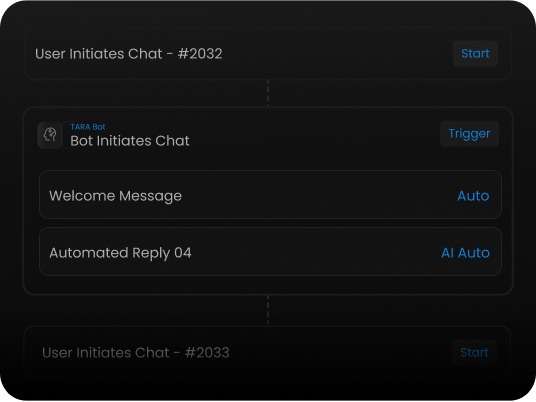 User Initiates Chat - #2032
Start
TARA Bot
Bot Initiates Chat
Trigger
Welcome Message
Auto
Automated Reply 04
AI Auto
User Initiates Chat - #2033
Start